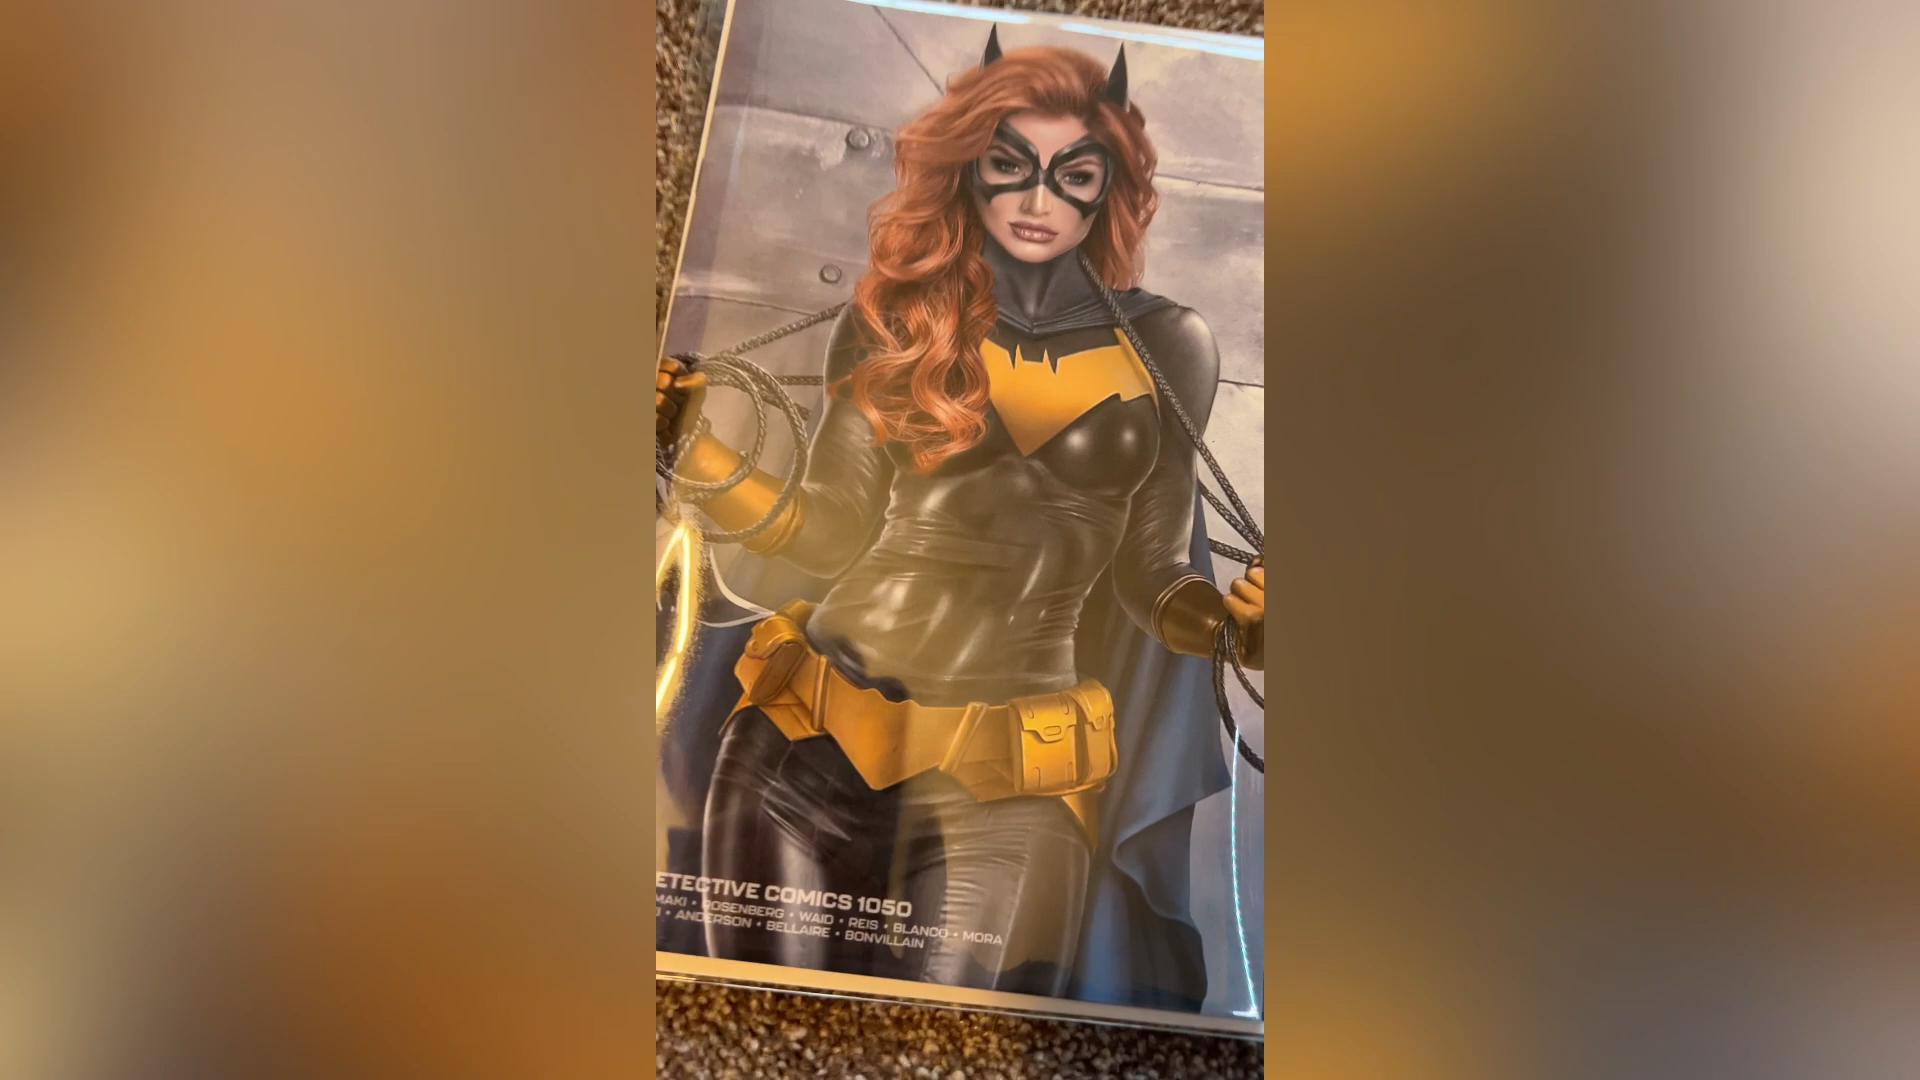 ETECTIVE COMICS 1050
MAKI • ROSENBERG • WAID • REIS • BLANCO • MORA
• ANDERSON • BELLAIRE • BONVILLAIN